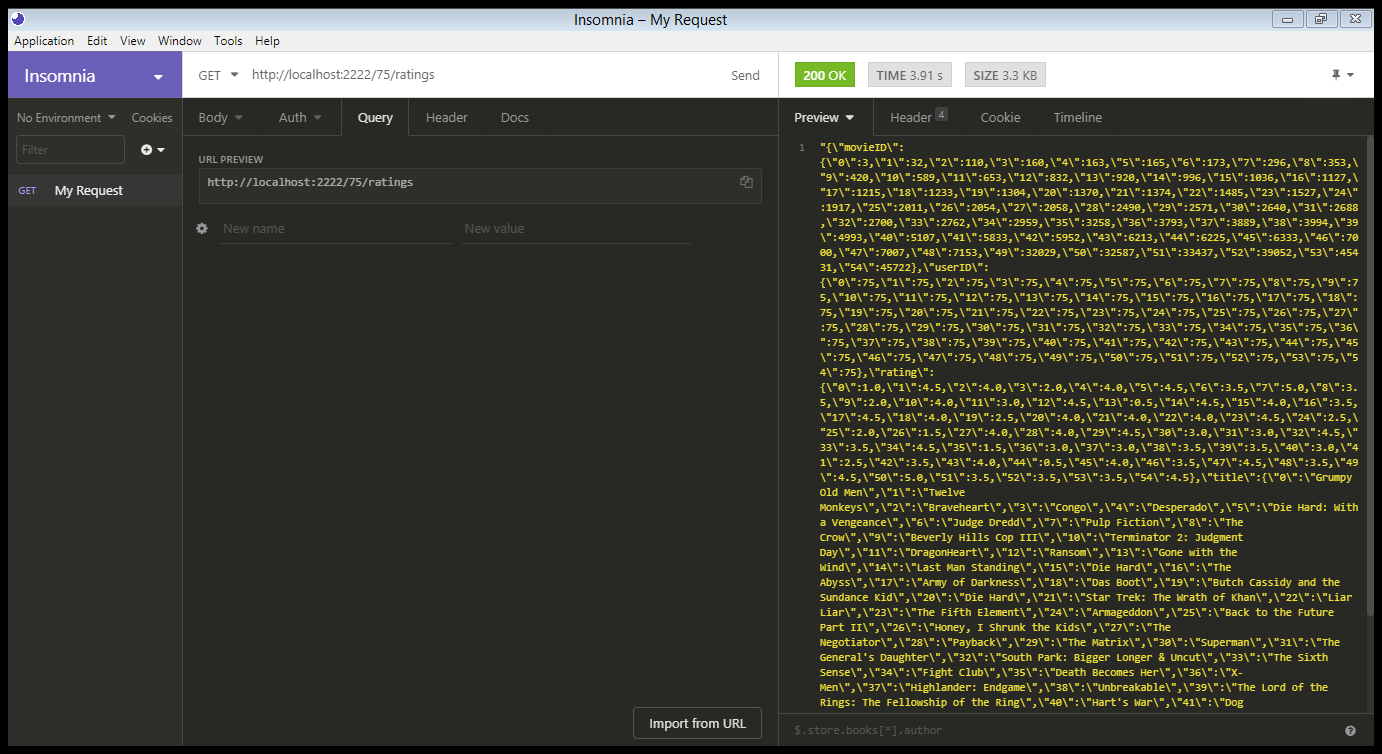 Insomnia – My Request
Application Edit View Window Tools Help
Insomnia
GET http://localhost:2222/75/ratings Send
200 OK TIME 3.91 s SIZE 3.3 KB
No Environment Cookies
Body Auth Query Header Docs
Preview Header 4 Cookie Timeline
Filter
GET My Request
URL PREVIEW
http://localhost:2222/75/ratings
New name New value
Import from URL
1 "{\"movieID\":
{\"0\":3,\"1\":32,\"2\":110,\"3\":160,\"4\":163,\"5\":165,\"6\":173,\"7\":296,\"8\":353,\
"9\":420,\"10\":589,\"11\":653,\"12\":832,\"13\":920,\"14\":996,\"15\":1036,\"16\":1127,\
"17\":1215,\"18\":1233,\"19\":1304,\"20\":1370,\"21\":1374,\"22\":1485,\"23\":1527,\"24\"
:1917,\"25\":2011,\"26\":2054,\"27\":2058,\"28\":2490,\"29\":2571,\"30\":2640,\"31\":2688
,\"32\":2700,\"33\":2762,\"34\":2959,\"35\":3258,\"36\":3793,\"37\":3889,\"38\":3994,\"39
\":4993,\"40\":5107,\"41\":5833,\"42\":5952,\"43\":6213,\"44\":6225,\"45\":6333,\"46\":70
00,\"47\":7007,\"48\":7153,\"49\":32029,\"50\":32587,\"51\":33437,\"52\":39052,\"53\":454
31,\"54\":45722},\"userID\":
{\"0\":75,\"1\":75,\"2\":75,\"3\":75,\"4\":75,\"5\":75,\"6\":75,\"7\":75,\"8\":75,\"9\":7
5,\"10\":75,\"11\":75,\"12\":75,\"13\":75,\"14\":75,\"15\":75,\"16\":75,\"17\":75,\"18\":
75,\"19\":75,\"20\":75,\"21\":75,\"22\":75,\"23\":75,\"24\":75,\"25\":75,\"26\":75,\"27\"
:75,\"28\":75,\"29\":75,\"30\":75,\"31\":75,\"32\":75,\"33\":75,\"34\":75,\"35\":75,\"36\
":75,\"37\":75,\"38\":75,\"39\":75,\"40\":75,\"41\":75,\"42\":75,\"43\":75,\"44\":75,\"45
\":75,\"46\":75,\"47\":75,\"48\":75,\"49\":75,\"50\":75,\"51\":75,\"52\":75,\"53\":75,\"5
4\":75},\"rating\":
{\"0\":1.0,\"1\":4.5,\"2\":4.0,\"3\":2.0,\"4\":4.0,\"5\":4.5,\"6\":3.5,\"7\":5.0,\"8\":3.
5,\"9\":2.0,\"10\":4.0,\"11\":3.0,\"12\":4.5,\"13\":0.5,\"14\":4.5,\"15\":4.0,\"16\":3.5,
\"17\":4.5,\"18\":4.0,\"19\":2.5,\"20\":4.0,\"21\":4.0,\"22\":4.0,\"23\":4.5,\"24\":2.5,\
"25\":2.0,\"26\":1.5,\"27\":4.0,\"28\":4.0,\"29\":4.5,\"30\":3.0,\"31\":3.0,\"32\":4.5,\"
33\":3.5,\"34\":4.5,\"35\":1.5,\"36\":3.0,\"37\":3.0,\"38\":3.5,\"39\":3.5,\"40\":3.0,\"4
1\":2.5,\"42\":3.5,\"43\":4.0,\"44\":0.5,\"45\":4.0,\"46\":3.5,\"47\":4.5,\"48\":3.5,\"49
\":4.5,\"50\":5.0,\"51\":3.5,\"52\":3.5,\"53\":3.5,\"54\":4.5},\"title\":{\"0\":\"Grumpy
Old Men\",\"1\":\"Twelve
Monkeys\",\"2\":\"Braveheart\",\"3\":\"Congo\",\"4\":\"Desperado\",\"5\":\"Die Hard: With
a Vengeance\",\"6\":\"Judge Dredd\",\"7\":\"Pulp Fiction\",\"8\":\"The
Crow\",\"9\":\"Beverly Hills Cop III\",\"10\":\"Terminator 2: Judgment
Day\",\"11\":\"DragonHeart\",\"12\":\"Ransom\",\"13\":\"Gone with the
Wind\",\"14\":\"Last Man Standing\",\"15\":\"Die Hard\",\"16\":\"The
Abyss\",\"17\":\"Army of Darkness\",\"18\":\"Das Boot\",\"19\":\"Butch Cassidy and the
Sundance Kid\",\"20\":\"Die Hard\",\"21\":\"Star Trek: The Wrath of Khan\",\"22\":\"Liar
Liar\",\"23\":\"The Fifth Element\",\"24\":\"Armageddon\",\"25\":\"Back to the Future
Part II\",\"26\":\"Honey, I Shrunk the Kids\",\"27\":\"The
Negotiator\",\"28\":\"Payback\",\"29\":\"The Matrix\",\"30\":\"Superman\",\"31\":\"The
General's Daughter\",\"32\":\"South Park: Bigger Longer & Uncut\",\"33\":\"The Sixth
Sense\",\"34\":\"Fight Club\",\"35\":\"Death Becomes Her\",\"36\":\"X-
Men\",\"37\":\"Highlander: Endgame\",\"38\":\"Unbreakable\",\"39\":\"The Lord of the
Rings: The Fellowship of the Ring\",\"40\":\"Hart's War\",\"41\":\"Dog
$.store.books[*].author